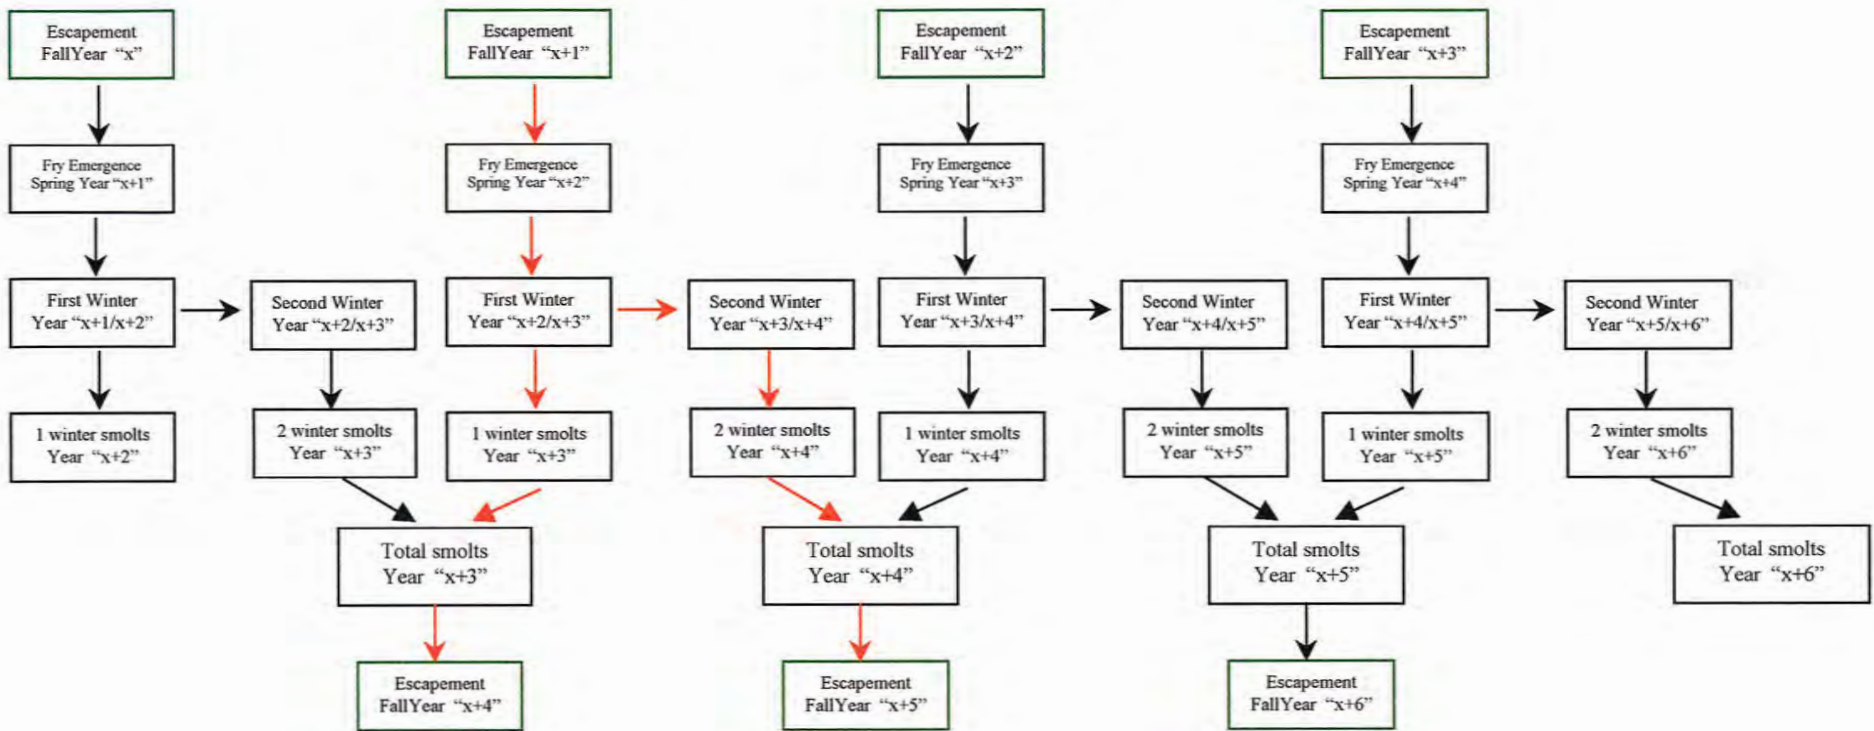 Escapement
FallYear “x”
Escapement
FallYear “x+1”
Escapement
FallYear “x+2”
Escapement
FallYear “x+3”
Fry Emergence
Spring Year “x+1”
Fry Emergence
Spring Year “x+2”
Fry Emergence
Spring Year “x+3”
Fry Emergence
Spring Year “x+4”
First Winter
Year “x+1/x+2”
Second Winter
Year “x+2/x+3”
First Winter
Year “x+2/x+3”
Second Winter
Year “x+3/x+4”
First Winter
Year “x+3/x+4”
Second Winter
Year “x+4/x+5”
First Winter
Year “x+4/x+5”
Second Winter
Year “x+5/x+6”
1 winter smolts
Year “x+2”
2 winter smolts
Year “x+3”
1 winter smolts
Year “x+3”
2 winter smolts
Year “x+4”
1 winter smolts
Year “x+4”
2 winter smolts
Year “x+5”
1 winter smolts
Year “x+5”
2 winter smolts
Year “x+6”
Total smolts
Year “x+3”
Total smolts
Year “x+4”
Total smolts
Year “x+5”
Total smolts
Year “x+6”
Escapement
FallYear “x+4”
Escapement
FallYear “x+5”
Escapement
FallYear “x+6”